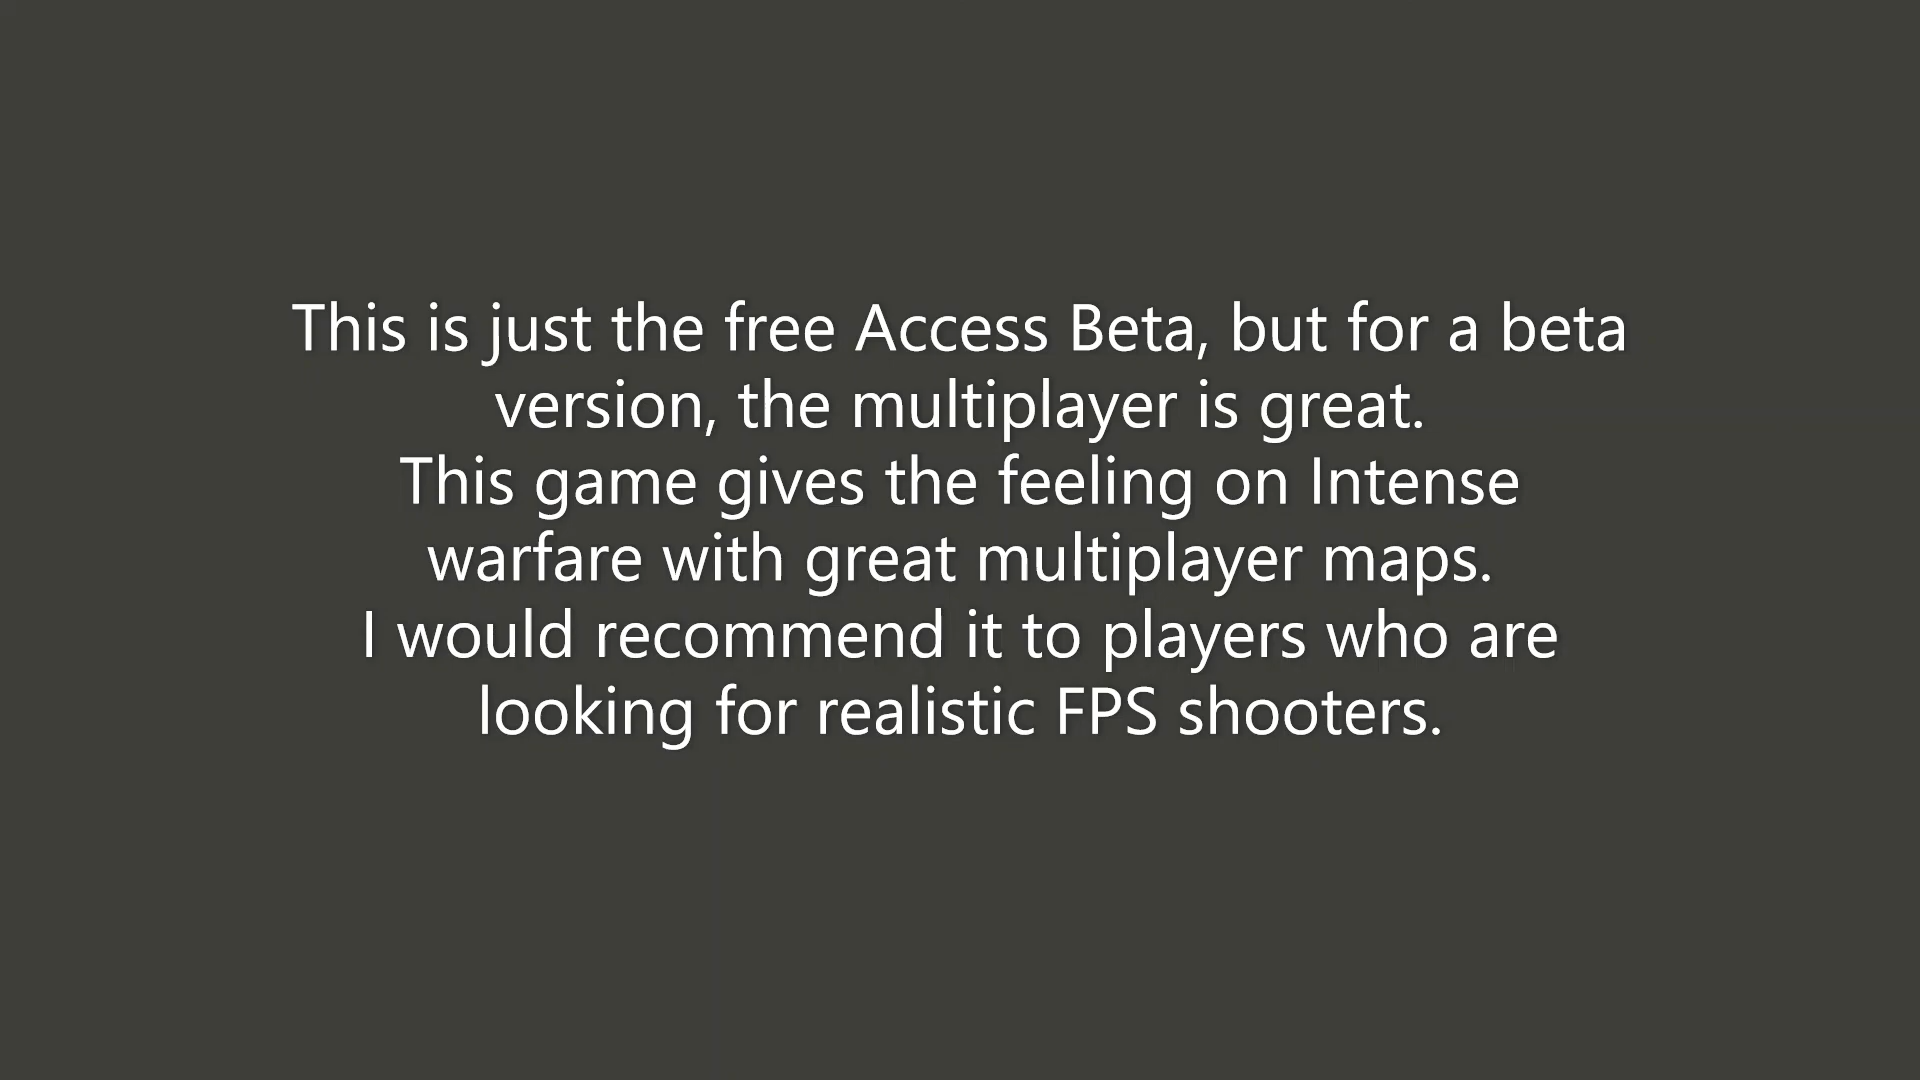 This is just the free Access Beta, but for a beta
version, the multiplayer is great.
This game gives the feeling on Intense
warfare with great multiplayer maps.
I would recommend it to players who are
looking for realistic FPS shooters.